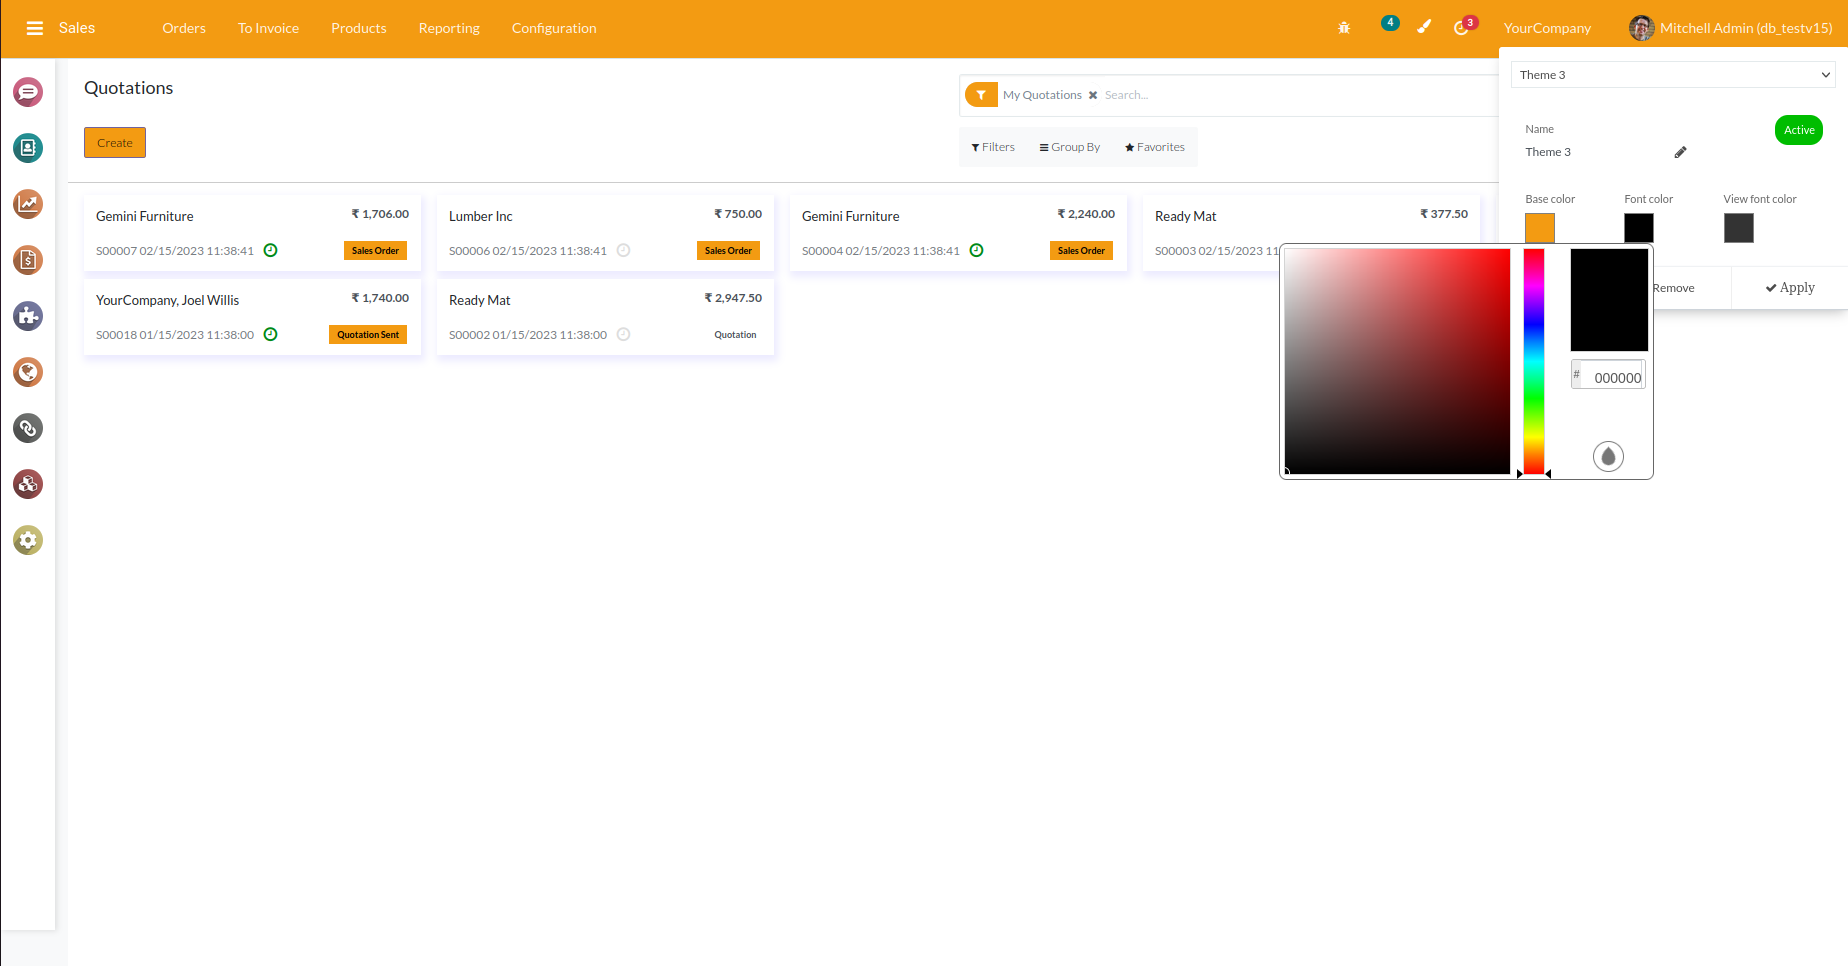 Sales Orders To Invoice Products Reporting Configuration 4 3 YourCompany Mitchell Admin (db_testv15)
Quotations
My Quotations Search...
Create
Filters Group By Favorites
Theme 3
Name
Active
Theme 3
Base color Font color View font color
Remove Apply
# 000000
Gemini Furniture ₹ 1,706.00
S00007 02/15/2023 11:38:41 Sales Order
Lumber Inc ₹ 750.00
S00006 02/15/2023 11:38:41 Sales Order
Gemini Furniture ₹ 2,240.00
S00004 02/15/2023 11:38:41 Sales Order
Ready Mat ₹ 377.50
S00003 02/15/2023 11
YourCompany, Joel Willis ₹ 1,740.00
S00018 01/15/2023 11:38:00 Quotation Sent
Ready Mat ₹ 2,947.50
S00002 01/15/2023 11:38:00 Quotation